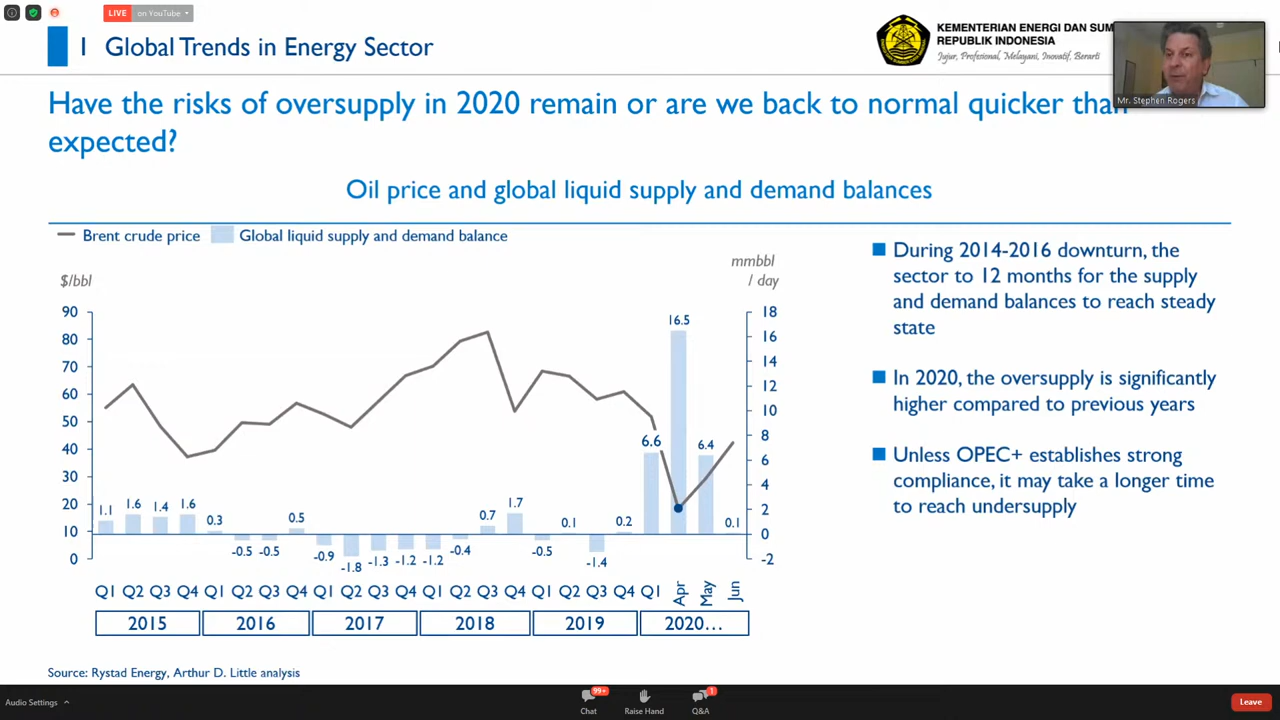 LIVE on YouTube
I Global Trends in Energy Sector
KEMENTERIAN ENERGI DAN SUM
REPUBLIK INDONESIA
Jujur, Profesional, Melayani, Inovatif, Berarti
Mr. Stephen Rogers
Have the risks of oversupply in 2020 remain or are we back to normal quicker than
expected?
Oil price and global liquid supply and demand balances
Brent crude price Global liquid supply and demand balance
$/bbl
mmbbl
/ day
90
80
70
60
50
40
30
20
10
0
18
16
14
12
10
8
6
4
2
0
-2
1.1 1.6 1.4 1.6 0.3 -0.5 -0.5 0.5 -0.9 -1.8 -1.3 -1.2 -1.2 -0.4 0.7 1.7 -0.5 0.1 -1.4 0.2 6.6 16.5 6.4 0.1
Q1 Q2 Q3 Q4 Q1 Q2 Q3 Q4 Q1 Q2 Q3 Q4 Q1 Q2 Q3 Q4 Q1 Q2 Q3 Q4 Q1 Apr May Jun
2015 2016 2017 2018 2019 2020...
During 2014-2016 downturn, the
sector to 12 months for the supply
and demand balances to reach steady
state
In 2020, the oversupply is significantly
higher compared to previous years
Unless OPEC+ establishes strong
compliance, it may take a longer time
to reach undersupply
Source: Rystad Energy, Arthur D. Little analysis
Audio Settings
99+
Chat
Raise Hand
1
Q&A
Leave